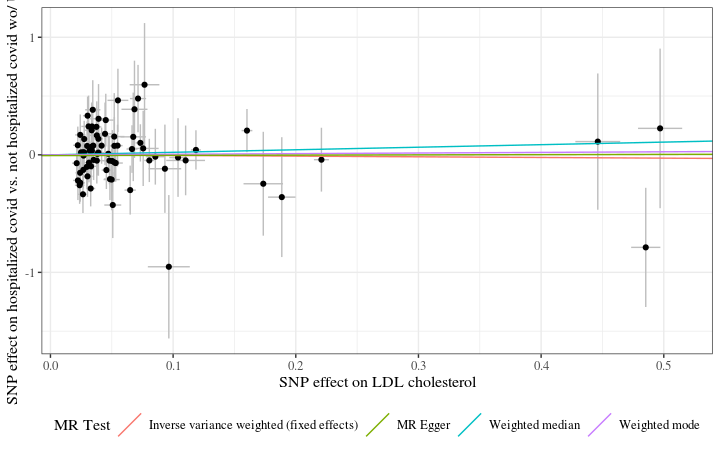 SNP effect on hospitalized covid vs. not hospitalized covid wo/
1
0
-1
0.0 0.1 0.2 0.3 0.4 0.5
SNP effect on LDL cholesterol
MR Test Inverse variance weighted (fixed effects) MR Egger Weighted median Weighted mode